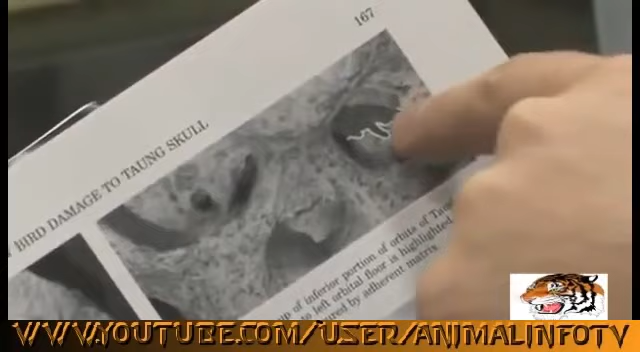 167
BIRD DAMAGE TO TAUNG SKULL
of inferior portion of orbits of
left orbital floor is highlighted
by adherent matrix
WWW.YOUTUBE.COM/USER/ANIMALINFOTV